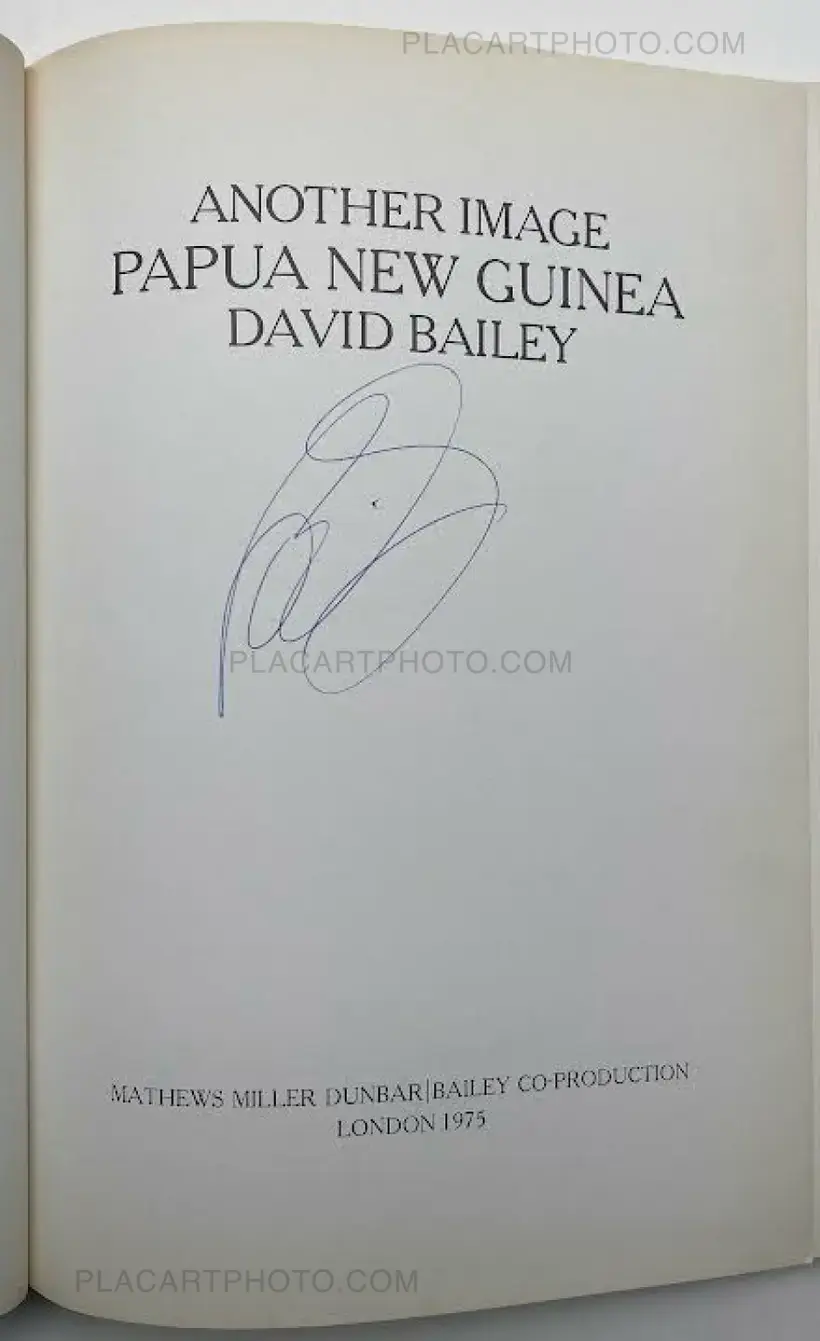 PLACARTPHOTO.COM
ANOTHER IMAGE
PAPUA NEW GUINEA
DAVID BAILEY
PLACARTPHOTO.COM
MATHEWS MILLER DUNBAR|BAILEY CO-PRODUCTION
LONDON 1975
PLACARTPHOTO.COM